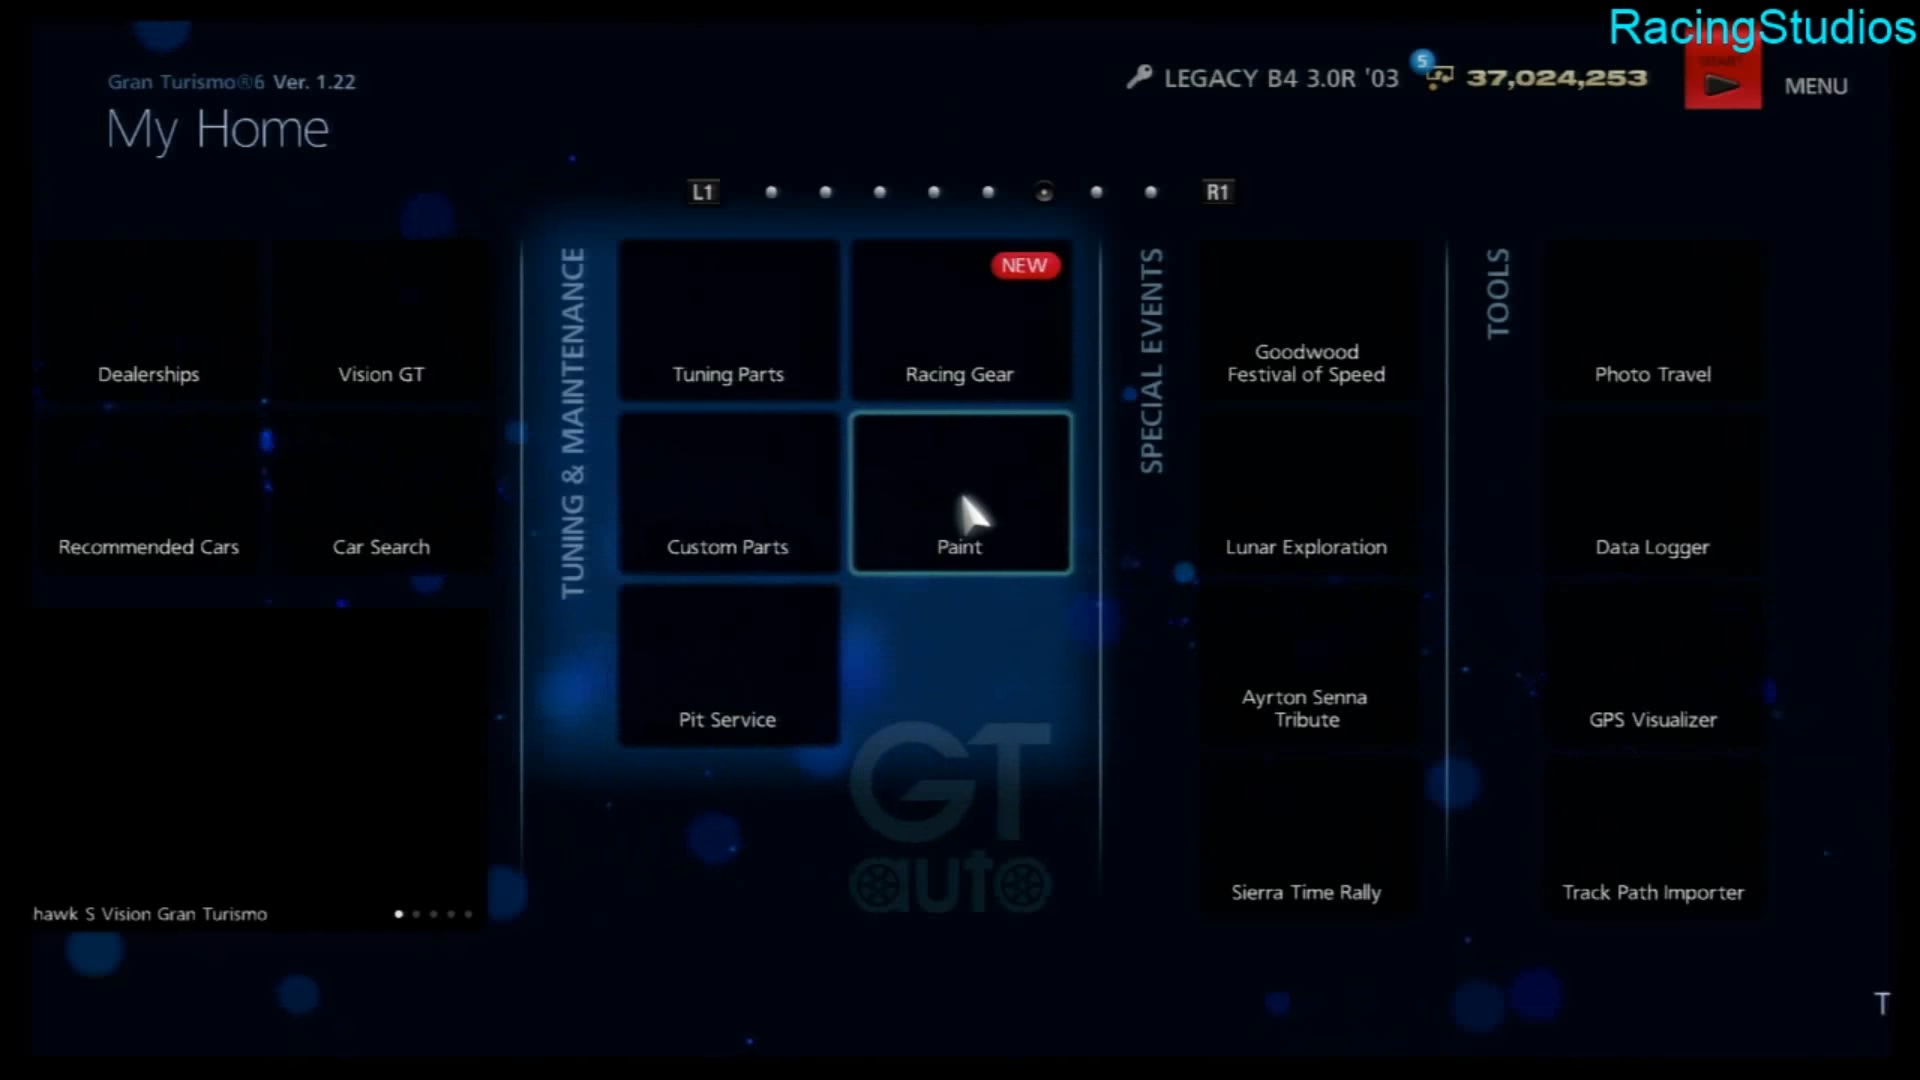 RacingStudios
Gran Turismo®6 Ver. 1.22
My Home
LEGACY B4 3.0R '03
5
37,024,253
START
MENU
L1
R1
Dealerships
Vision GT
Recommended Cars
Car Search
hawk S Vision Gran Turismo
TUNING & MAINTENANCE
Tuning Parts
NEW
Racing Gear
Custom Parts
Paint
Pit Service
GT
auto
SPECIAL EVENTS
Goodwood
Festival of Speed
Lunar Exploration
Ayrton Senna
Tribute
Sierra Time Rally
TOOLS
Photo Travel
Data Logger
GPS Visualizer
Track Path Importer
T